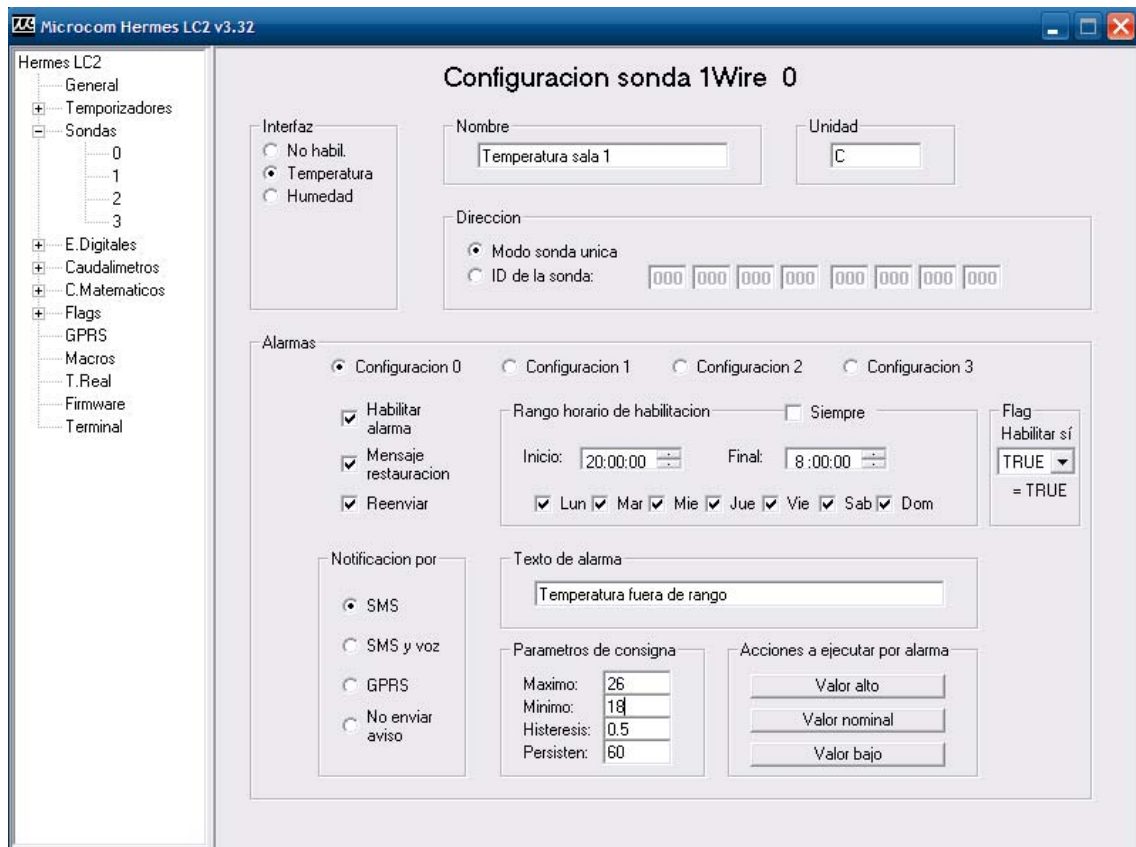 Microcom Hermes LC2 v3.32
Hermes LC2
General
Temporizadores
Sondas
0
1
2
3
E.Digitales
Caudalimetros
C.Matematicos
Flags
GPRS
Macros
T.Real
Firmware
Terminal
Configuracion sonda 1Wire 0
Interfaz
No habil.
Temperatura
Humedad
Nombre
Temperatura sala 1
Unidad
C
Direccion
Modo sonda unica
ID de la sonda: 000 000 000 000 000 000 000 000
Alarmas
Configuracion 0 Configuracion 1 Configuracion 2 Configuracion 3
Habilitar
alarma
Mensaje
restauracion
Reenviar
Rango horario de habilitacion Siempre
Inicio: 20:00:00 Final: 8:00:00
Lun Mar Mie Jue Vie Sab Dom
Flag
Habilitar sí
TRUE
= TRUE
Notificacion por
SMS
SMS y voz
GPRS
No enviar
aviso
Texto de alarma
Temperatura fuera de rango
Parametros de consigna
Maximo: 26
Minimo: 18
Histeresis: 0.5
Persisten: 60
Acciones a ejecutar por alarma
Valor alto
Valor nominal
Valor bajo